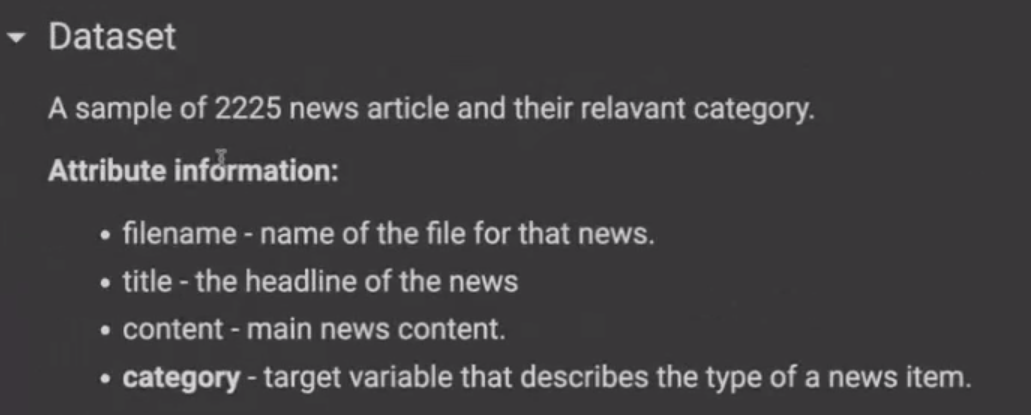 Dataset
A sample of 2225 news article and their relavant category.
Attribute information:
• filename - name of the file for that news.
• title - the headline of the news
• content - main news content.
• category - target variable that describes the type of a news item.